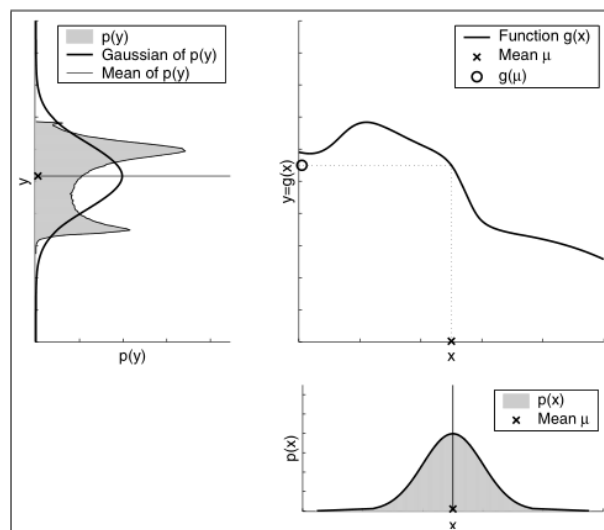 p(y)
Gaussian of p(y)
Mean of p(y)
y
p(y)
Function g(x)
Mean μ
g(μ)
y=g(x)
x
p(x)
Mean μ
p(x)
x